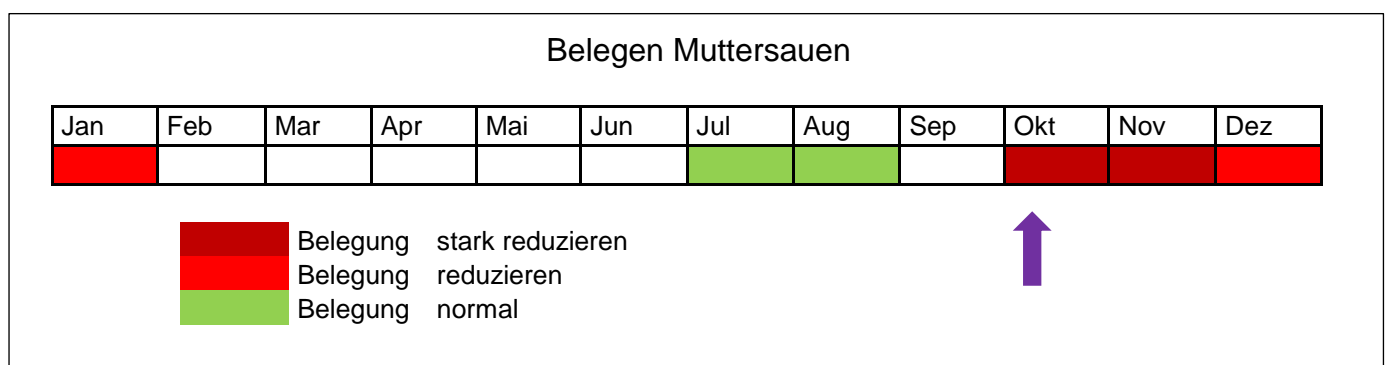 Belegen Muttersauen
Jan Feb Mar Apr Mai Jun Jul Aug Sep Okt Nov Dez
Belegung stark reduzieren
Belegung reduzieren
Belegung normal